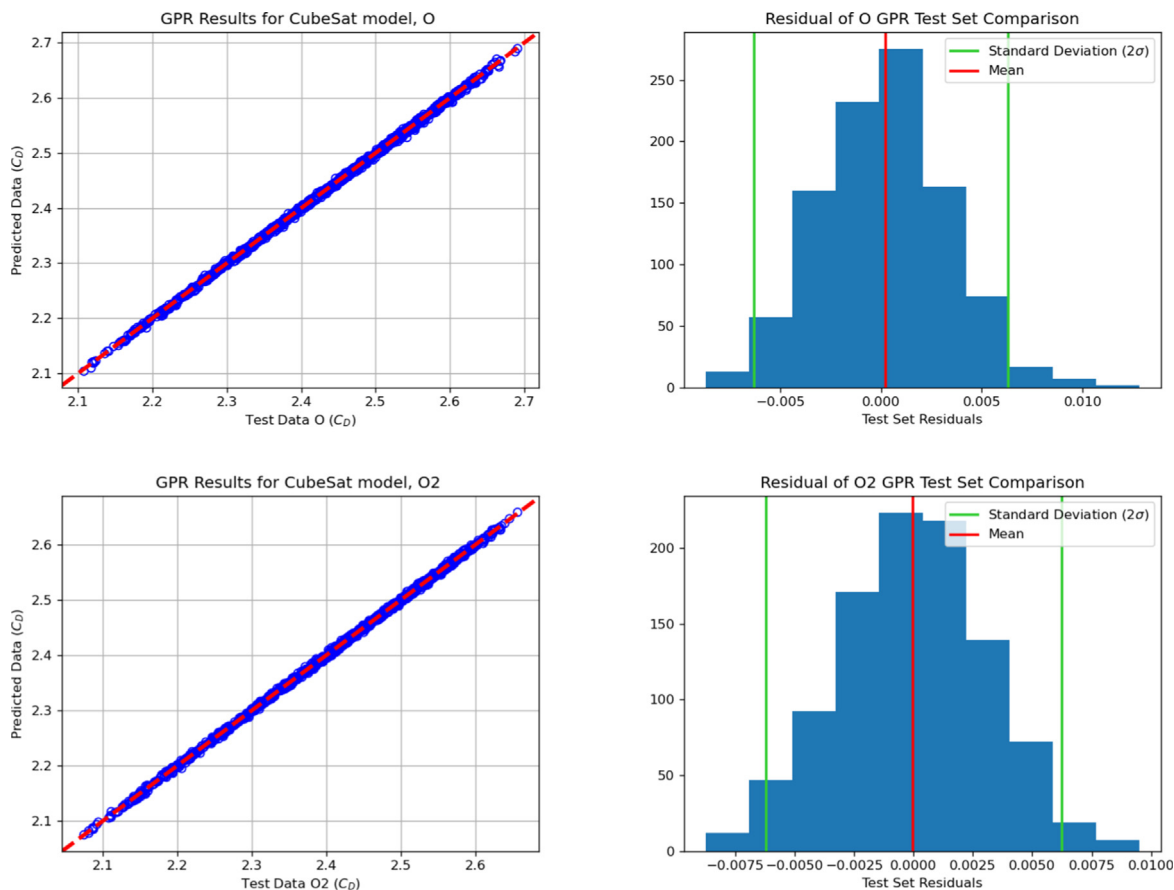 GPR Results for CubeSat model, O
Predicted Data (C_D)
2.7
2.6
2.5
2.4
2.3
2.2
2.1
2.1 2.2 2.3 2.4 2.5 2.6 2.7
Test Data O (C_D)
Residual of O GPR Test Set Comparison
Standard Deviation (2σ)
Mean
250
200
150
100
50
0
−0.005 0.000 0.005 0.010
Test Set Residuals
GPR Results for CubeSat model, O2
Predicted Data (C_D)
2.6
2.5
2.4
2.3
2.2
2.1
2.1 2.2 2.3 2.4 2.5 2.6
Test Data O2 (C_D)
Residual of O2 GPR Test Set Comparison
Standard Deviation (2σ)
Mean
200
150
100
50
0
−0.0075 −0.0050 −0.0025 0.0000 0.0025 0.0050 0.0075 0.0100
Test Set Residuals